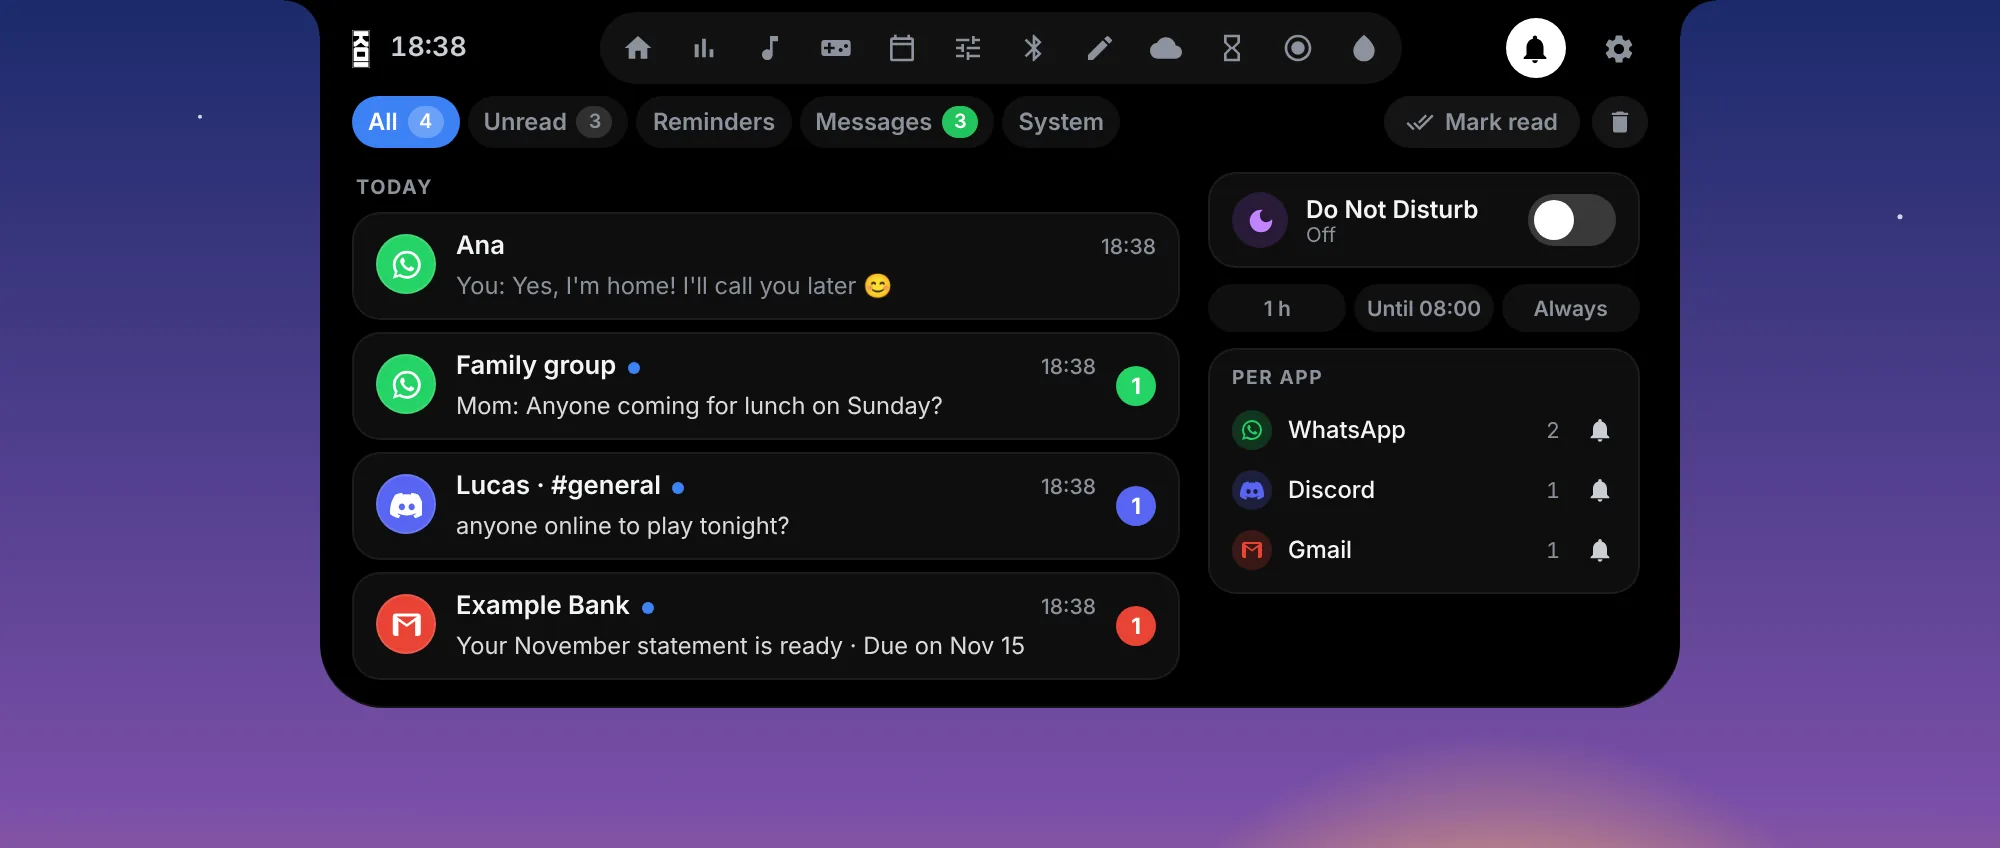 18:38
All 4
Unread 3
Reminders
Messages 3
System
Mark read
TODAY
Ana 18:38
You: Yes, I'm home! I'll call you later 😊
Family group 18:38
Mom: Anyone coming for lunch on Sunday? 1
Lucas · #general 18:38
anyone online to play tonight? 1
Example Bank 18:38
Your November statement is ready · Due on Nov 15 1
Do Not Disturb
Off
1 h
Until 08:00
Always
PER APP
WhatsApp 2
Discord 1
Gmail 1